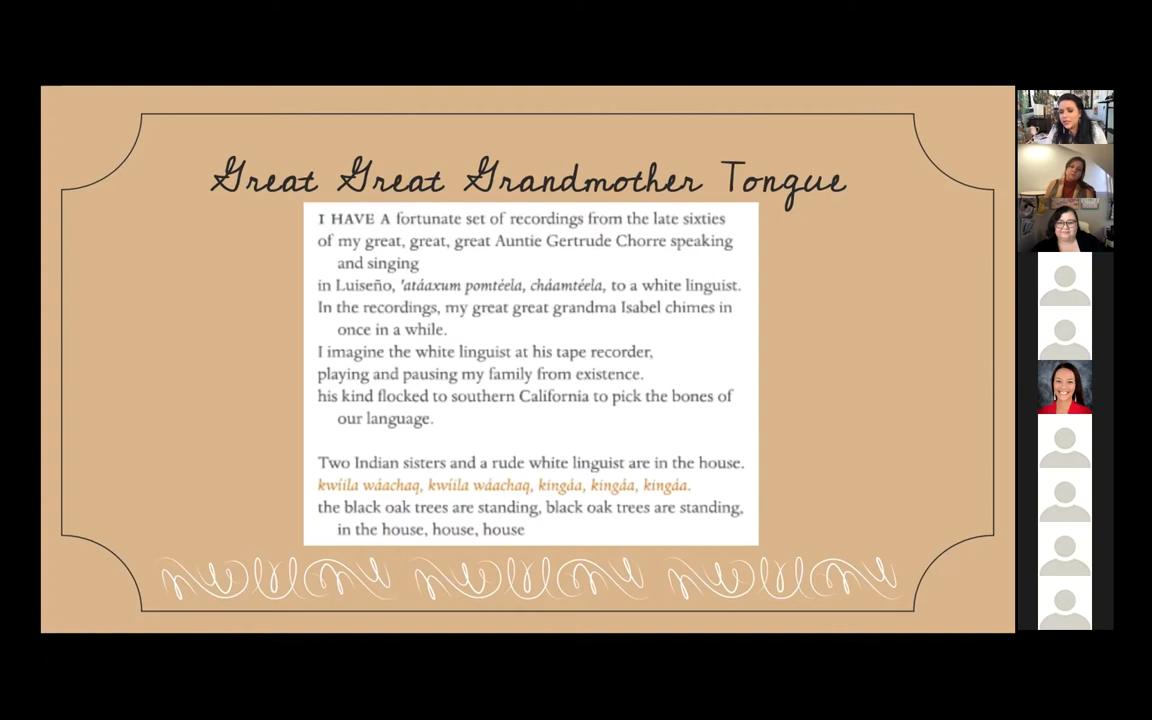 Great Great Grandmother Tongue
I HAVE A fortunate set of recordings from the late sixties
of my great, great, great Auntie Gertrude Chorre speaking
and singing
in Luiseño, 'atáaxum pomtéela, cháamtéela, to a white linguist.
In the recordings, my great great grandma Isabel chimes in
once in a while.
I imagine the white linguist at his tape recorder,
playing and pausing my family from existence.
his kind flocked to southern California to pick the bones of
our language.
Two Indian sisters and a rude white linguist are in the house.
kwíila wáachaq, kwíila wáachaq, kingáa, kingáa, kingáa.
the black oak trees are standing, black oak trees are standing,
in the house, house, house